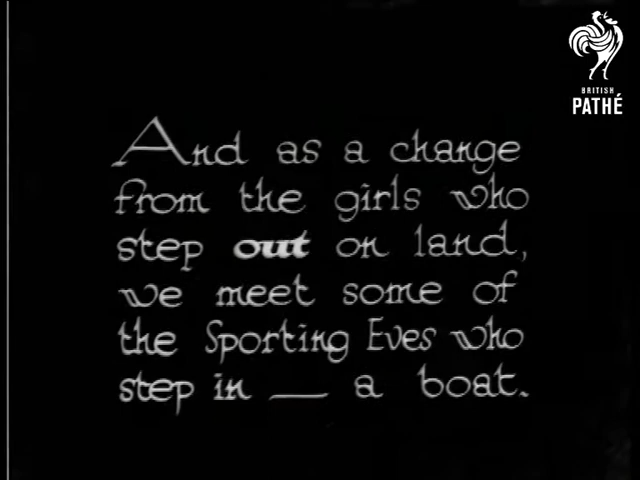 BRITISH
PATHÉ
And as a change
from the girls who
step out on land,
we meet some of
the Sporting Eves who
step in — a boat.